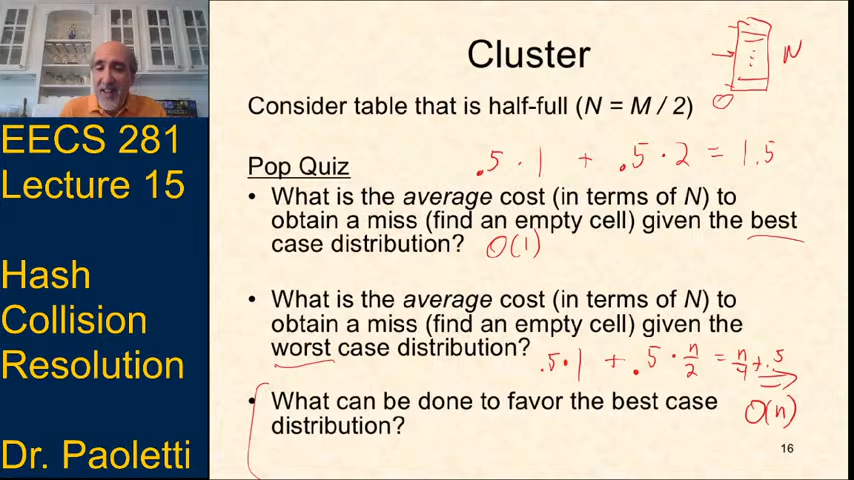 EECS 281
Lecture 15
Hash
Collision
Resolution
Dr. Paoletti
Cluster
N
Consider table that is half-full (N = M / 2)
.5 · 1 + .5 · 2 = 1.5
Pop Quiz
• What is the average cost (in terms of N) to
obtain a miss (find an empty cell) given the best
case distribution? O(1)
• What is the average cost (in terms of N) to
obtain a miss (find an empty cell) given the
worst case distribution? .5 · 1 + .5 · n/2 = n/4 + .5
• What can be done to favor the best case
distribution? O(n)
16